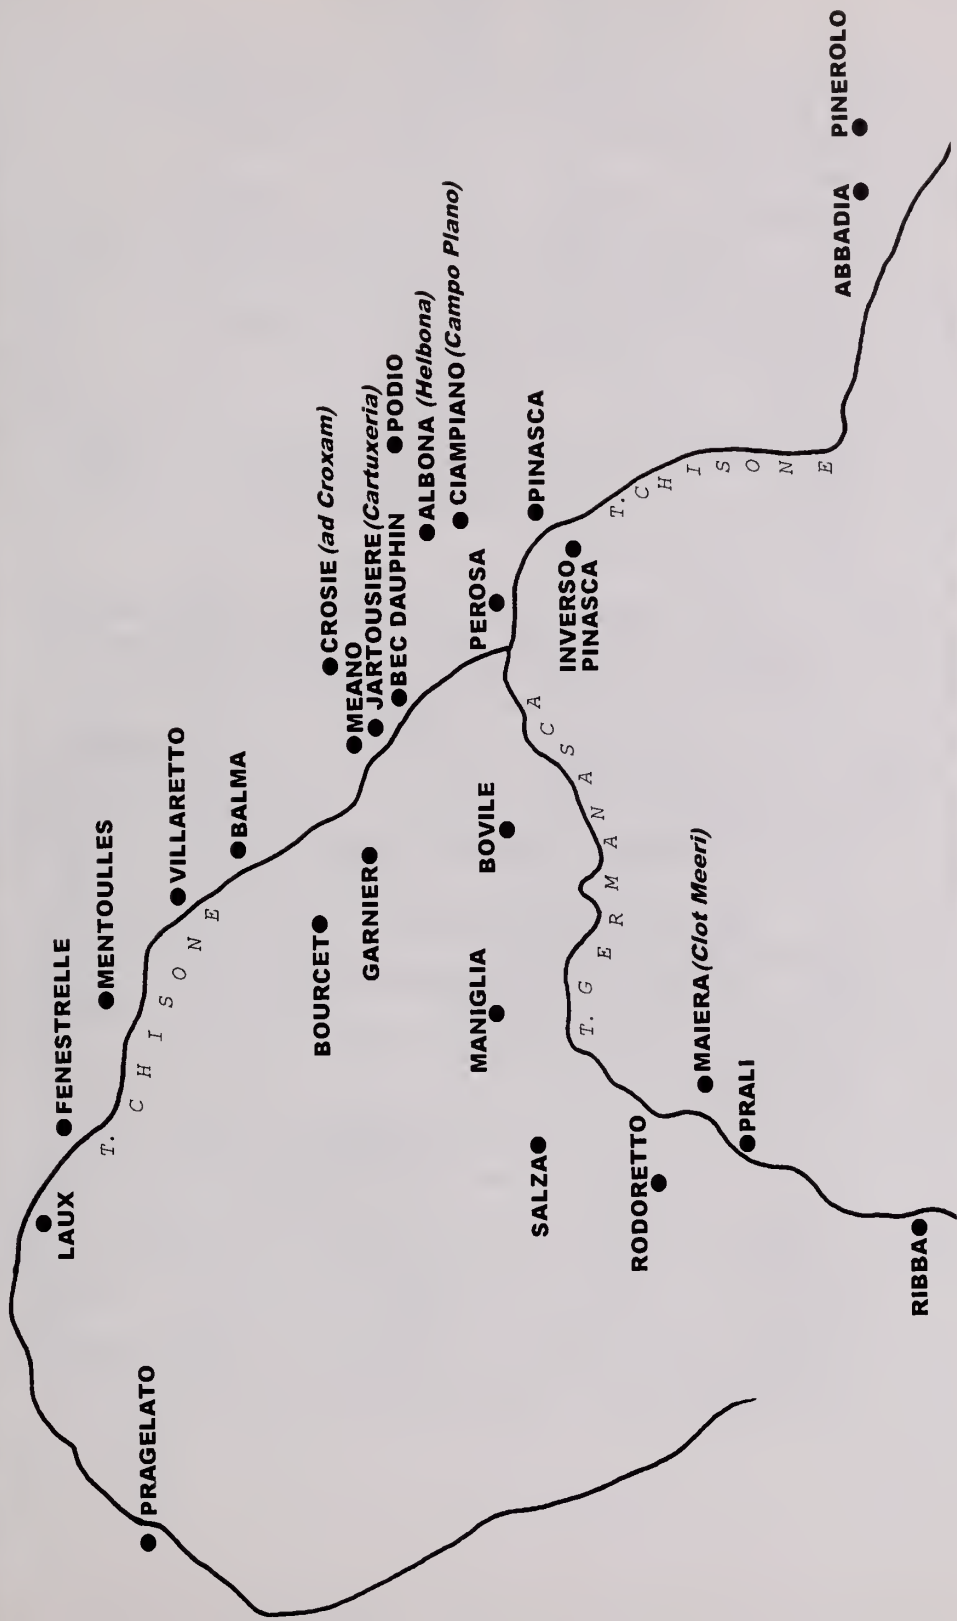 PRAGELATO
LAUX
FENESTRELLE
MENTOULLES
T. CHISONE
VILLARETTO
BALMA
BOURCET
GARNIER
CROSIE (ad Croxam)
MEANO
JARTOUSIERE (Cartuxeria)
BEC DAUPHIN
PODIO
ALBONA (Helbona)
CIAMPIANO (Campo Plano)
PEROSA
PINASCA
INVERSO
PINASCA
T. CHISONE
ABBADIA
PINEROLO
BOVILE
MANIGLIA
SALZA
T. GERMANASCA
RODORETTO
MAIERA (Clot Meeri)
PRALI
RIBBA